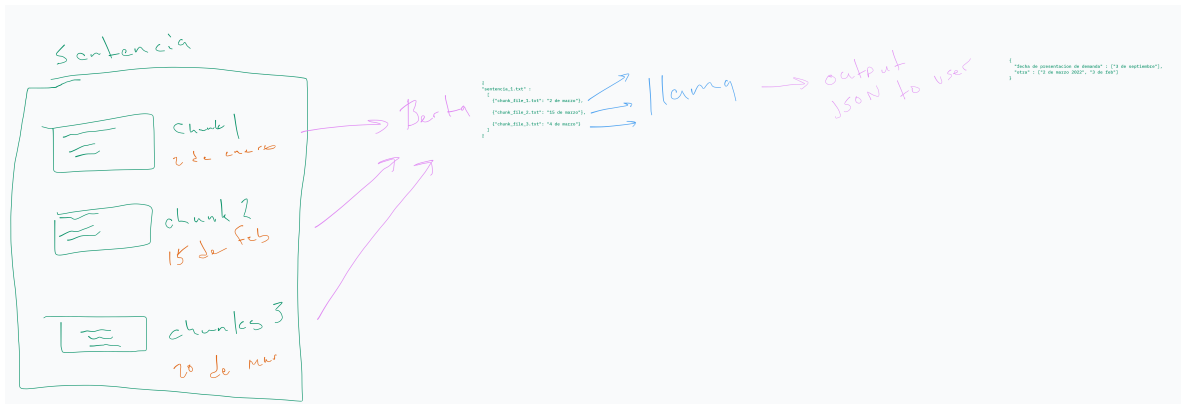 Sentencia
chunk 1
2 de enero
chunk 2
15 de Feb
chunks 3
20 de Mar
Berta
{
"sentencia_1.txt" :
[
{"chunk_file_1.txt": "2 de marzo"},
{"chunk_file_2.txt": "15 de marzo"},
{"chunk_file_3.txt": "4 de marzo"}
]
}
llama
output
JSON to user
{
"fecha de presentacion de demanda" : ["3 de septiembre"],
"otra" : ["2 de marzo 2022", "3 de feb"]
}